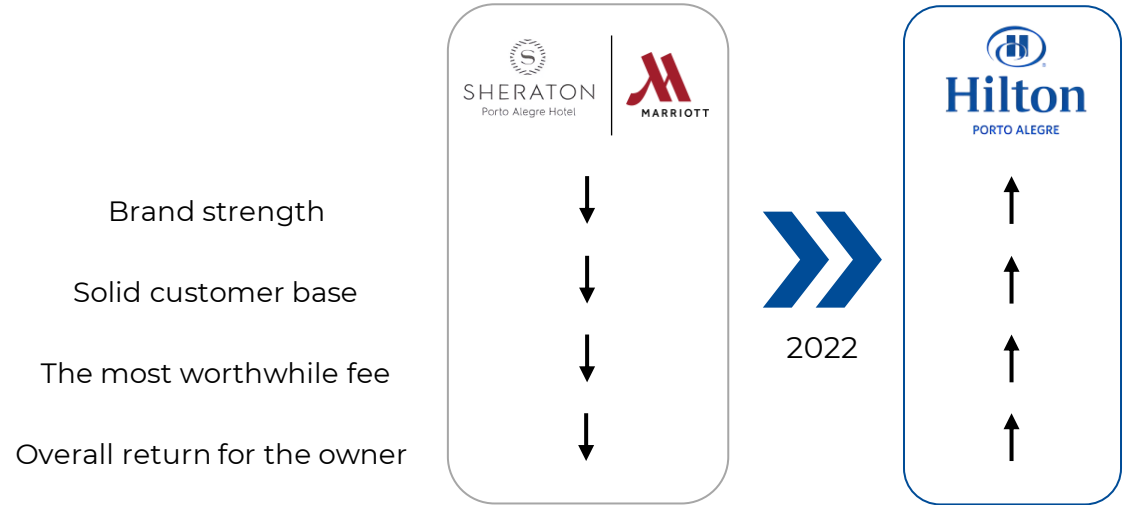 SHERATON
Porto Alegre Hotel
MARRIOTT
Hilton
PORTO ALEGRE
Brand strength
Solid customer base
The most worthwhile fee
Overall return for the owner
2022